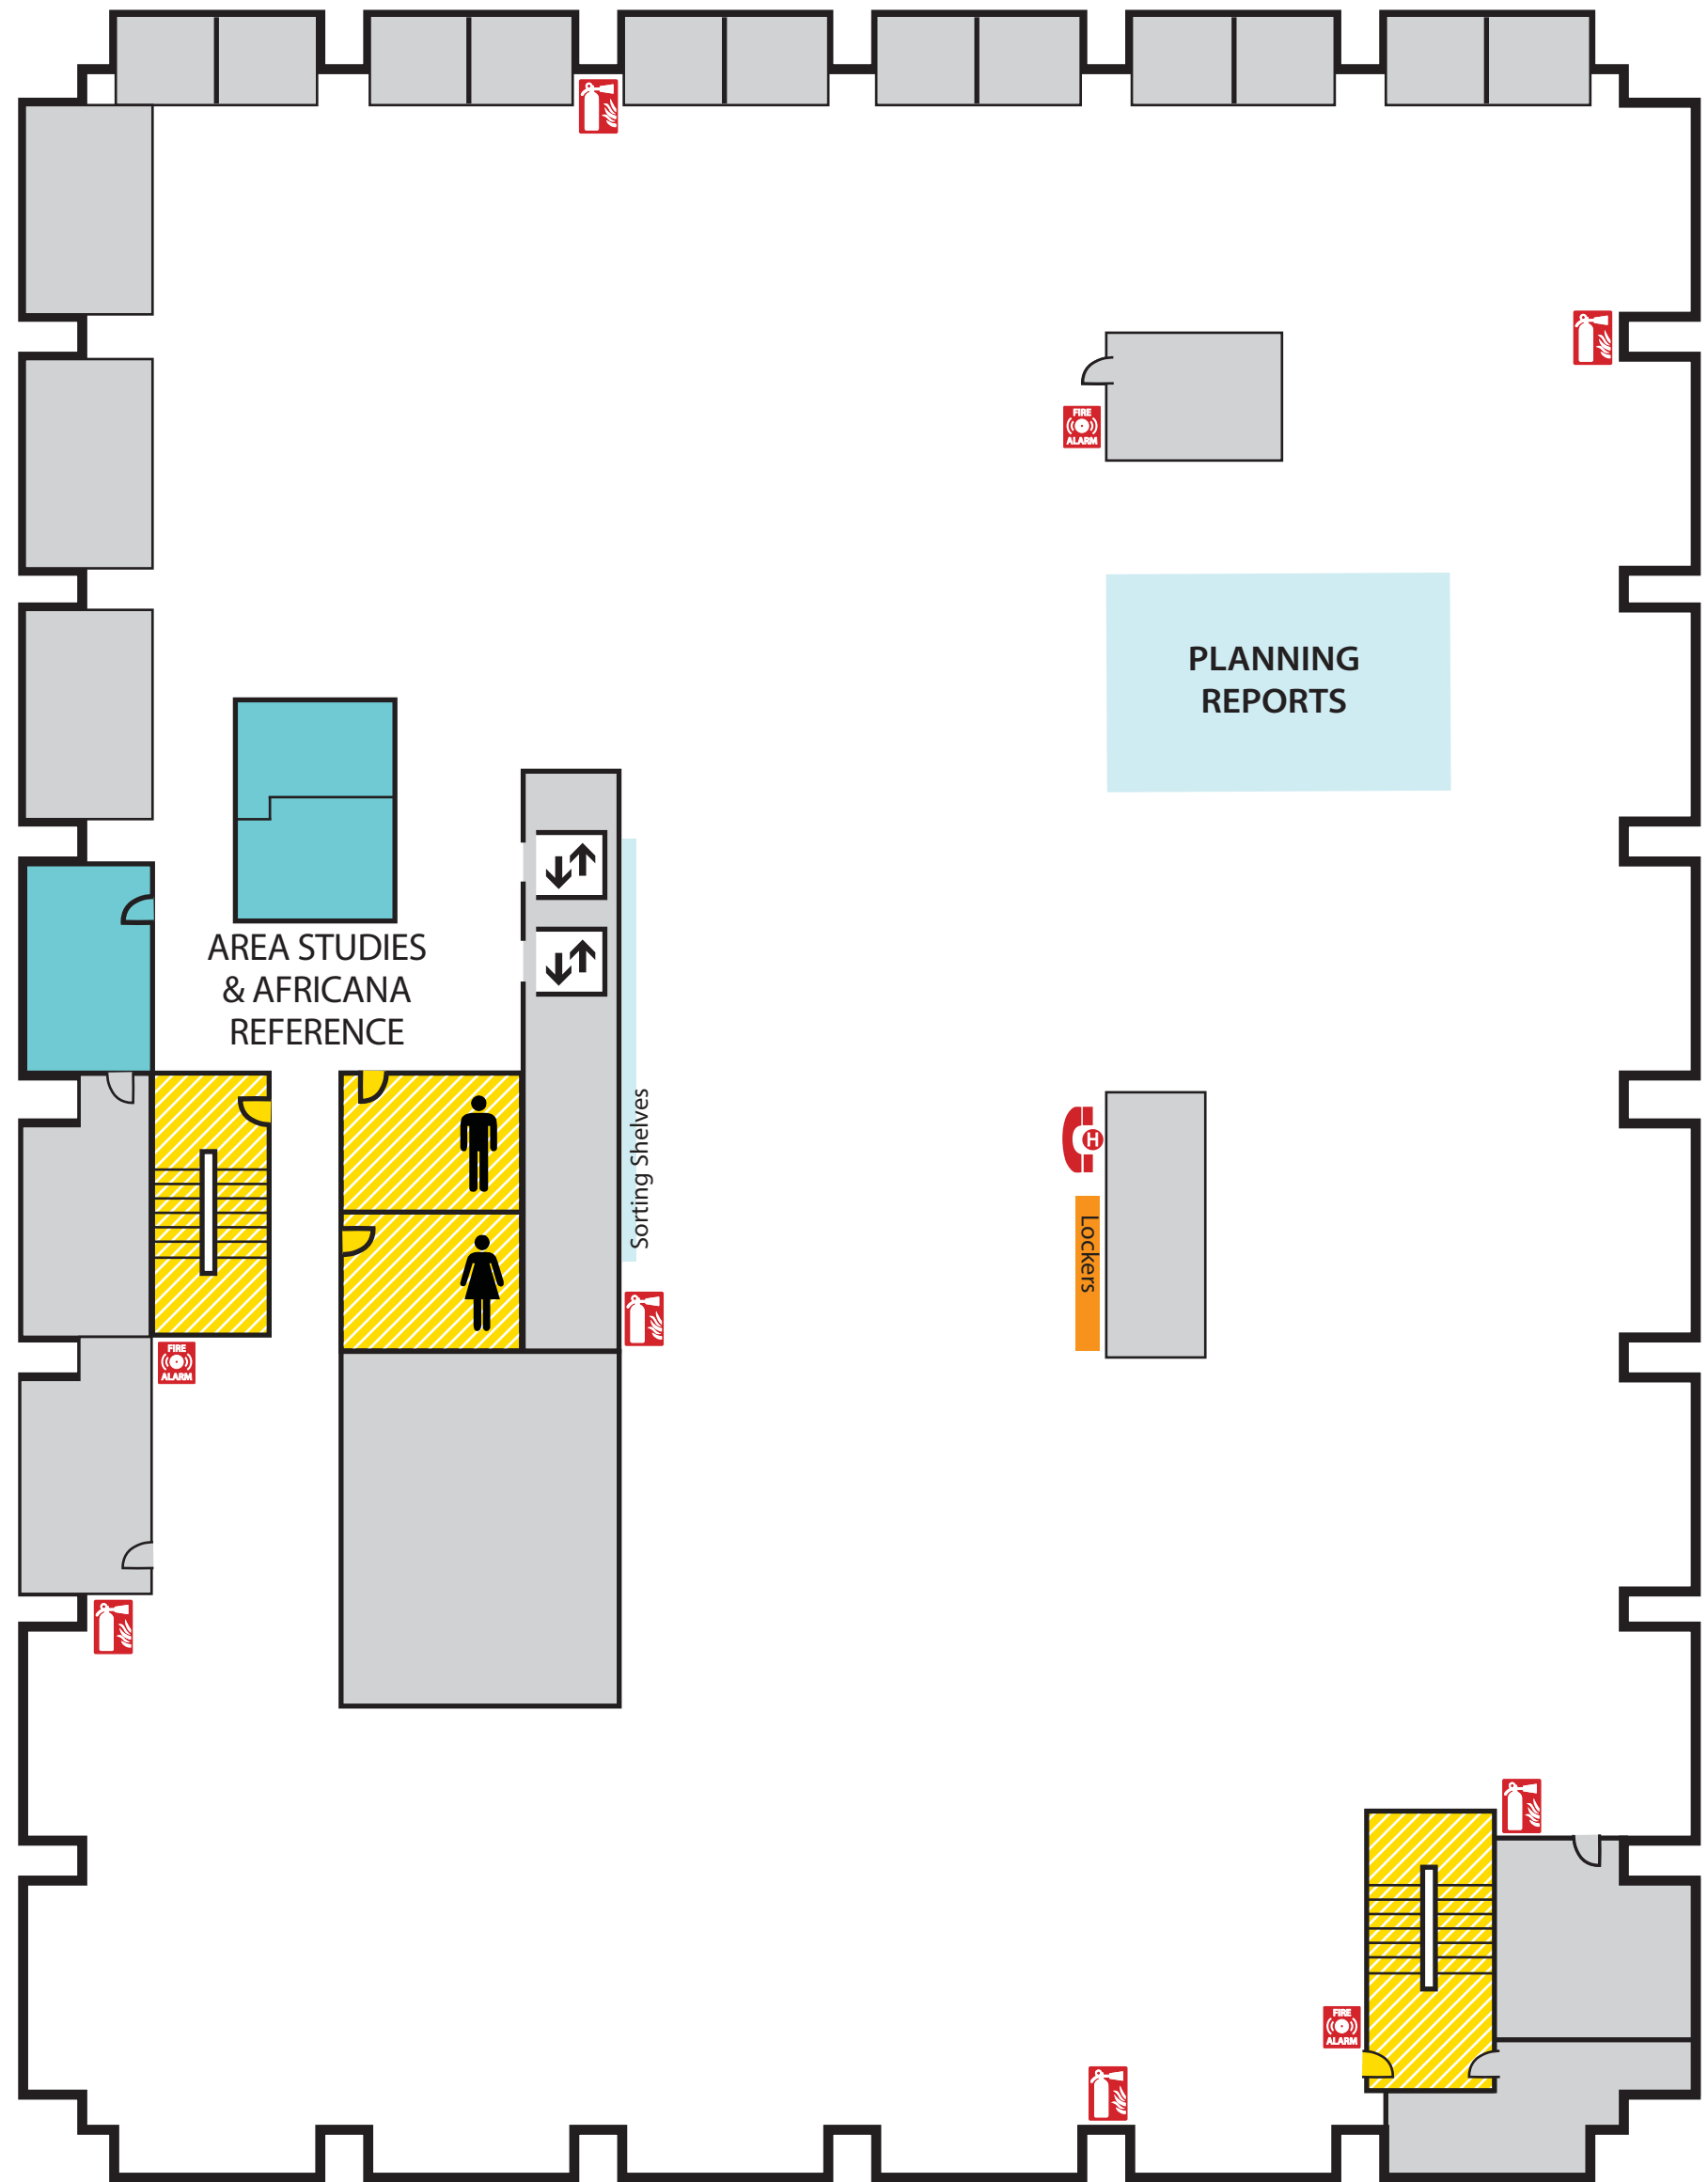 FIRE
ALARM
PLANNING
REPORTS
AREA STUDIES
& AFRICANA
REFERENCE
Sorting Shelves
H
Lockers
FIRE
ALARM
FIRE
ALARM